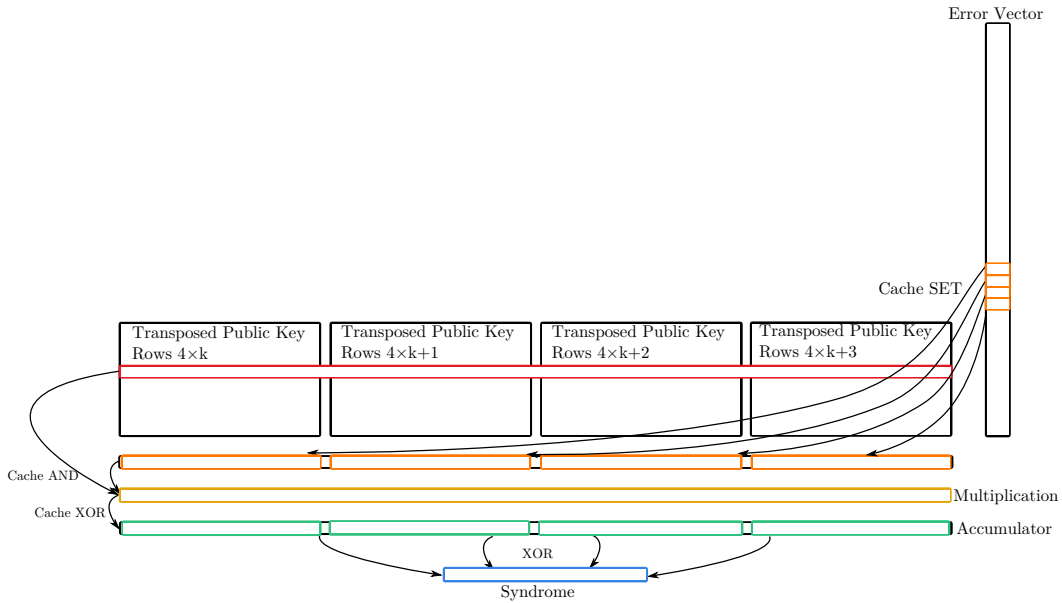 Error Vector
Cache SET
Transposed Public Key
Rows 4×k
Transposed Public Key
Rows 4×k+1
Transposed Public Key
Rows 4×k+2
Transposed Public Key
Rows 4×k+3
Cache AND
Multiplication
Cache XOR
Accumulator
XOR
Syndrome